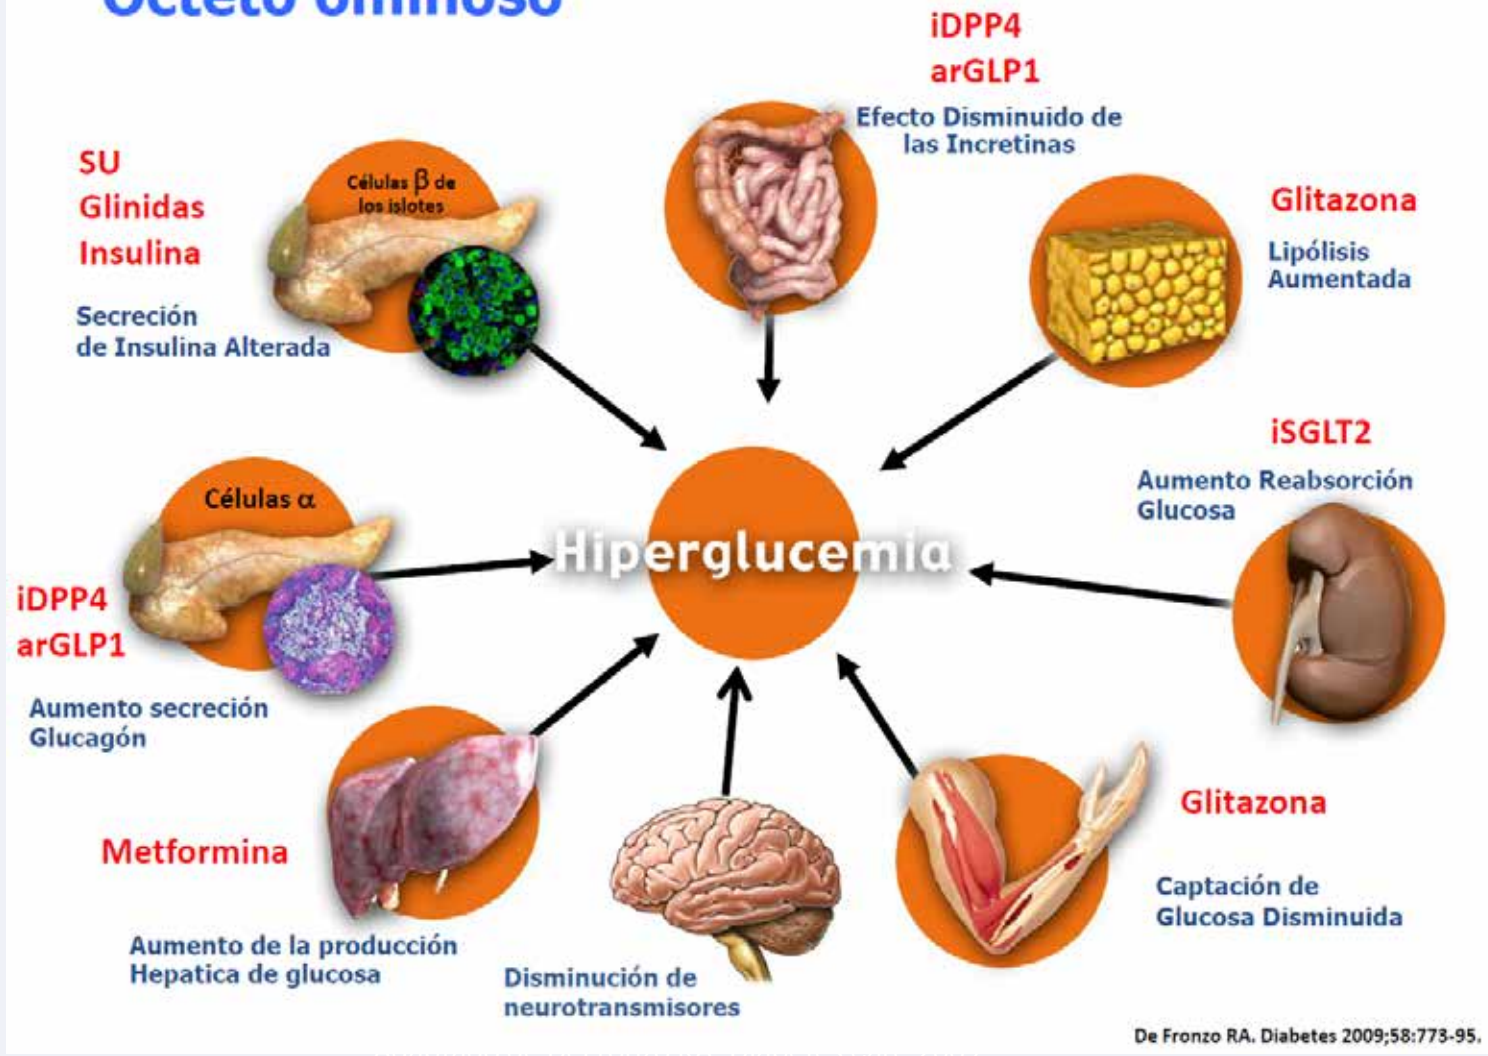 Octeto ominoso
iDPP4
arGLP1
Efecto Disminuido de
las Incretinas
SU
Glinidas
Insulina
Células β de
los islotes
Secreción
de Insulina Alterada
Glitazona
Lipólisis
Aumentada
iSGLT2
Aumento Reabsorción
Glucosa
Células α
Hiperglucemia
iDPP4
arGLP1
Aumento secreción
Glucagón
Metformina
Aumento de la producción
Hepatica de glucosa
Disminución de
neurotransmisores
Glitazona
Captación de
Glucosa Disminuida
De Fronzo RA. Diabetes 2009;58:773-95.